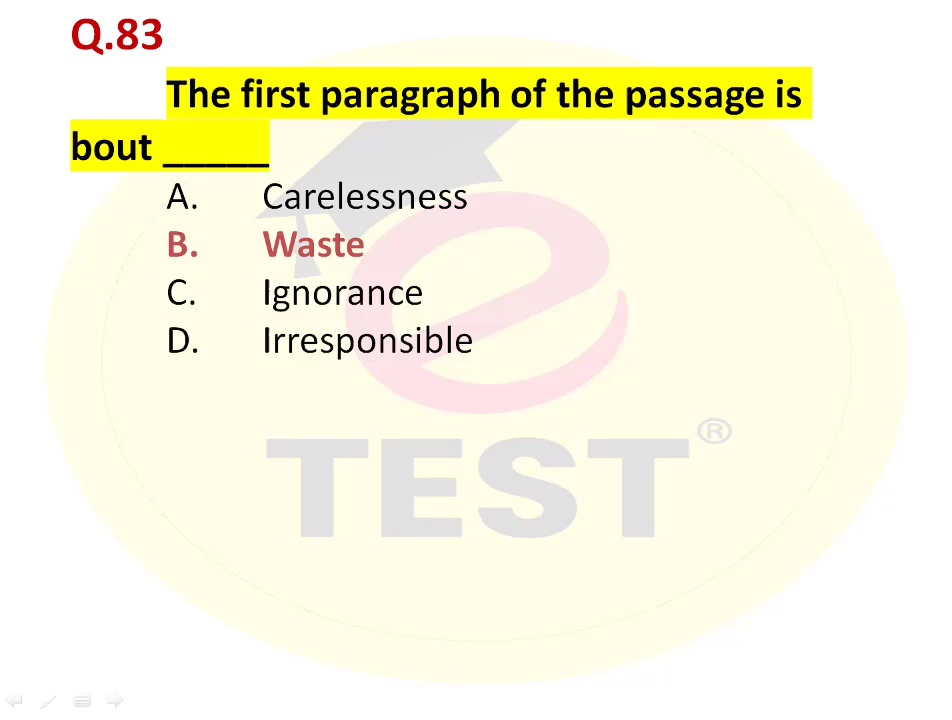 Q.83
The first paragraph of the passage is
bout _____
A. Carelessness
B. Waste
C. Ignorance
D. Irresponsible
e
TEST ®